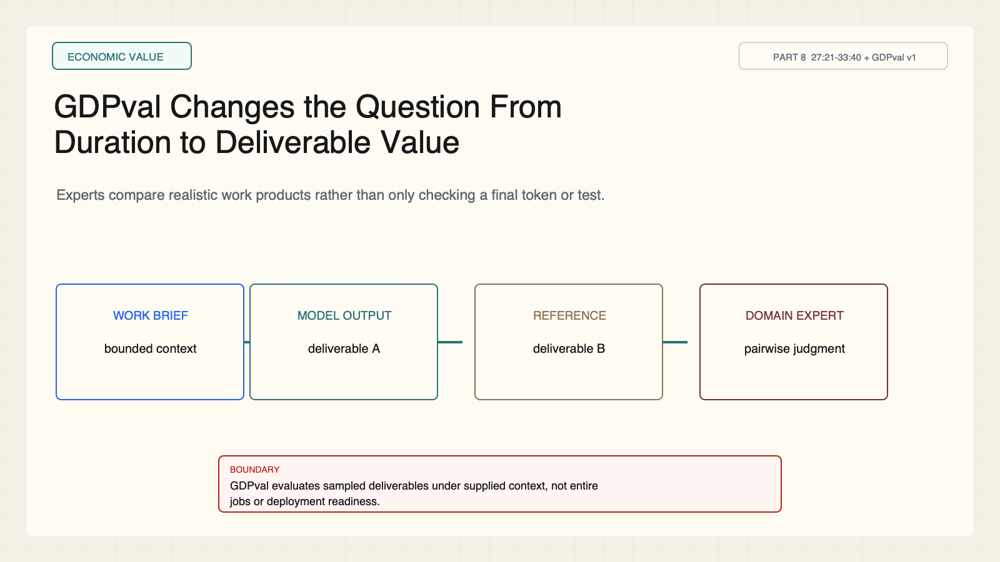 ECONOMIC VALUE
PART 8 27:21-33:40 + GDPval v1
GDPval Changes the Question From
Duration to Deliverable Value
Experts compare realistic work products rather than only checking a final token or test.
WORK BRIEF
bounded context
MODEL OUTPUT
deliverable A
REFERENCE
deliverable B
DOMAIN EXPERT
pairwise judgment
BOUNDARY
GDPval evaluates sampled deliverables under supplied context, not entire
jobs or deployment readiness.